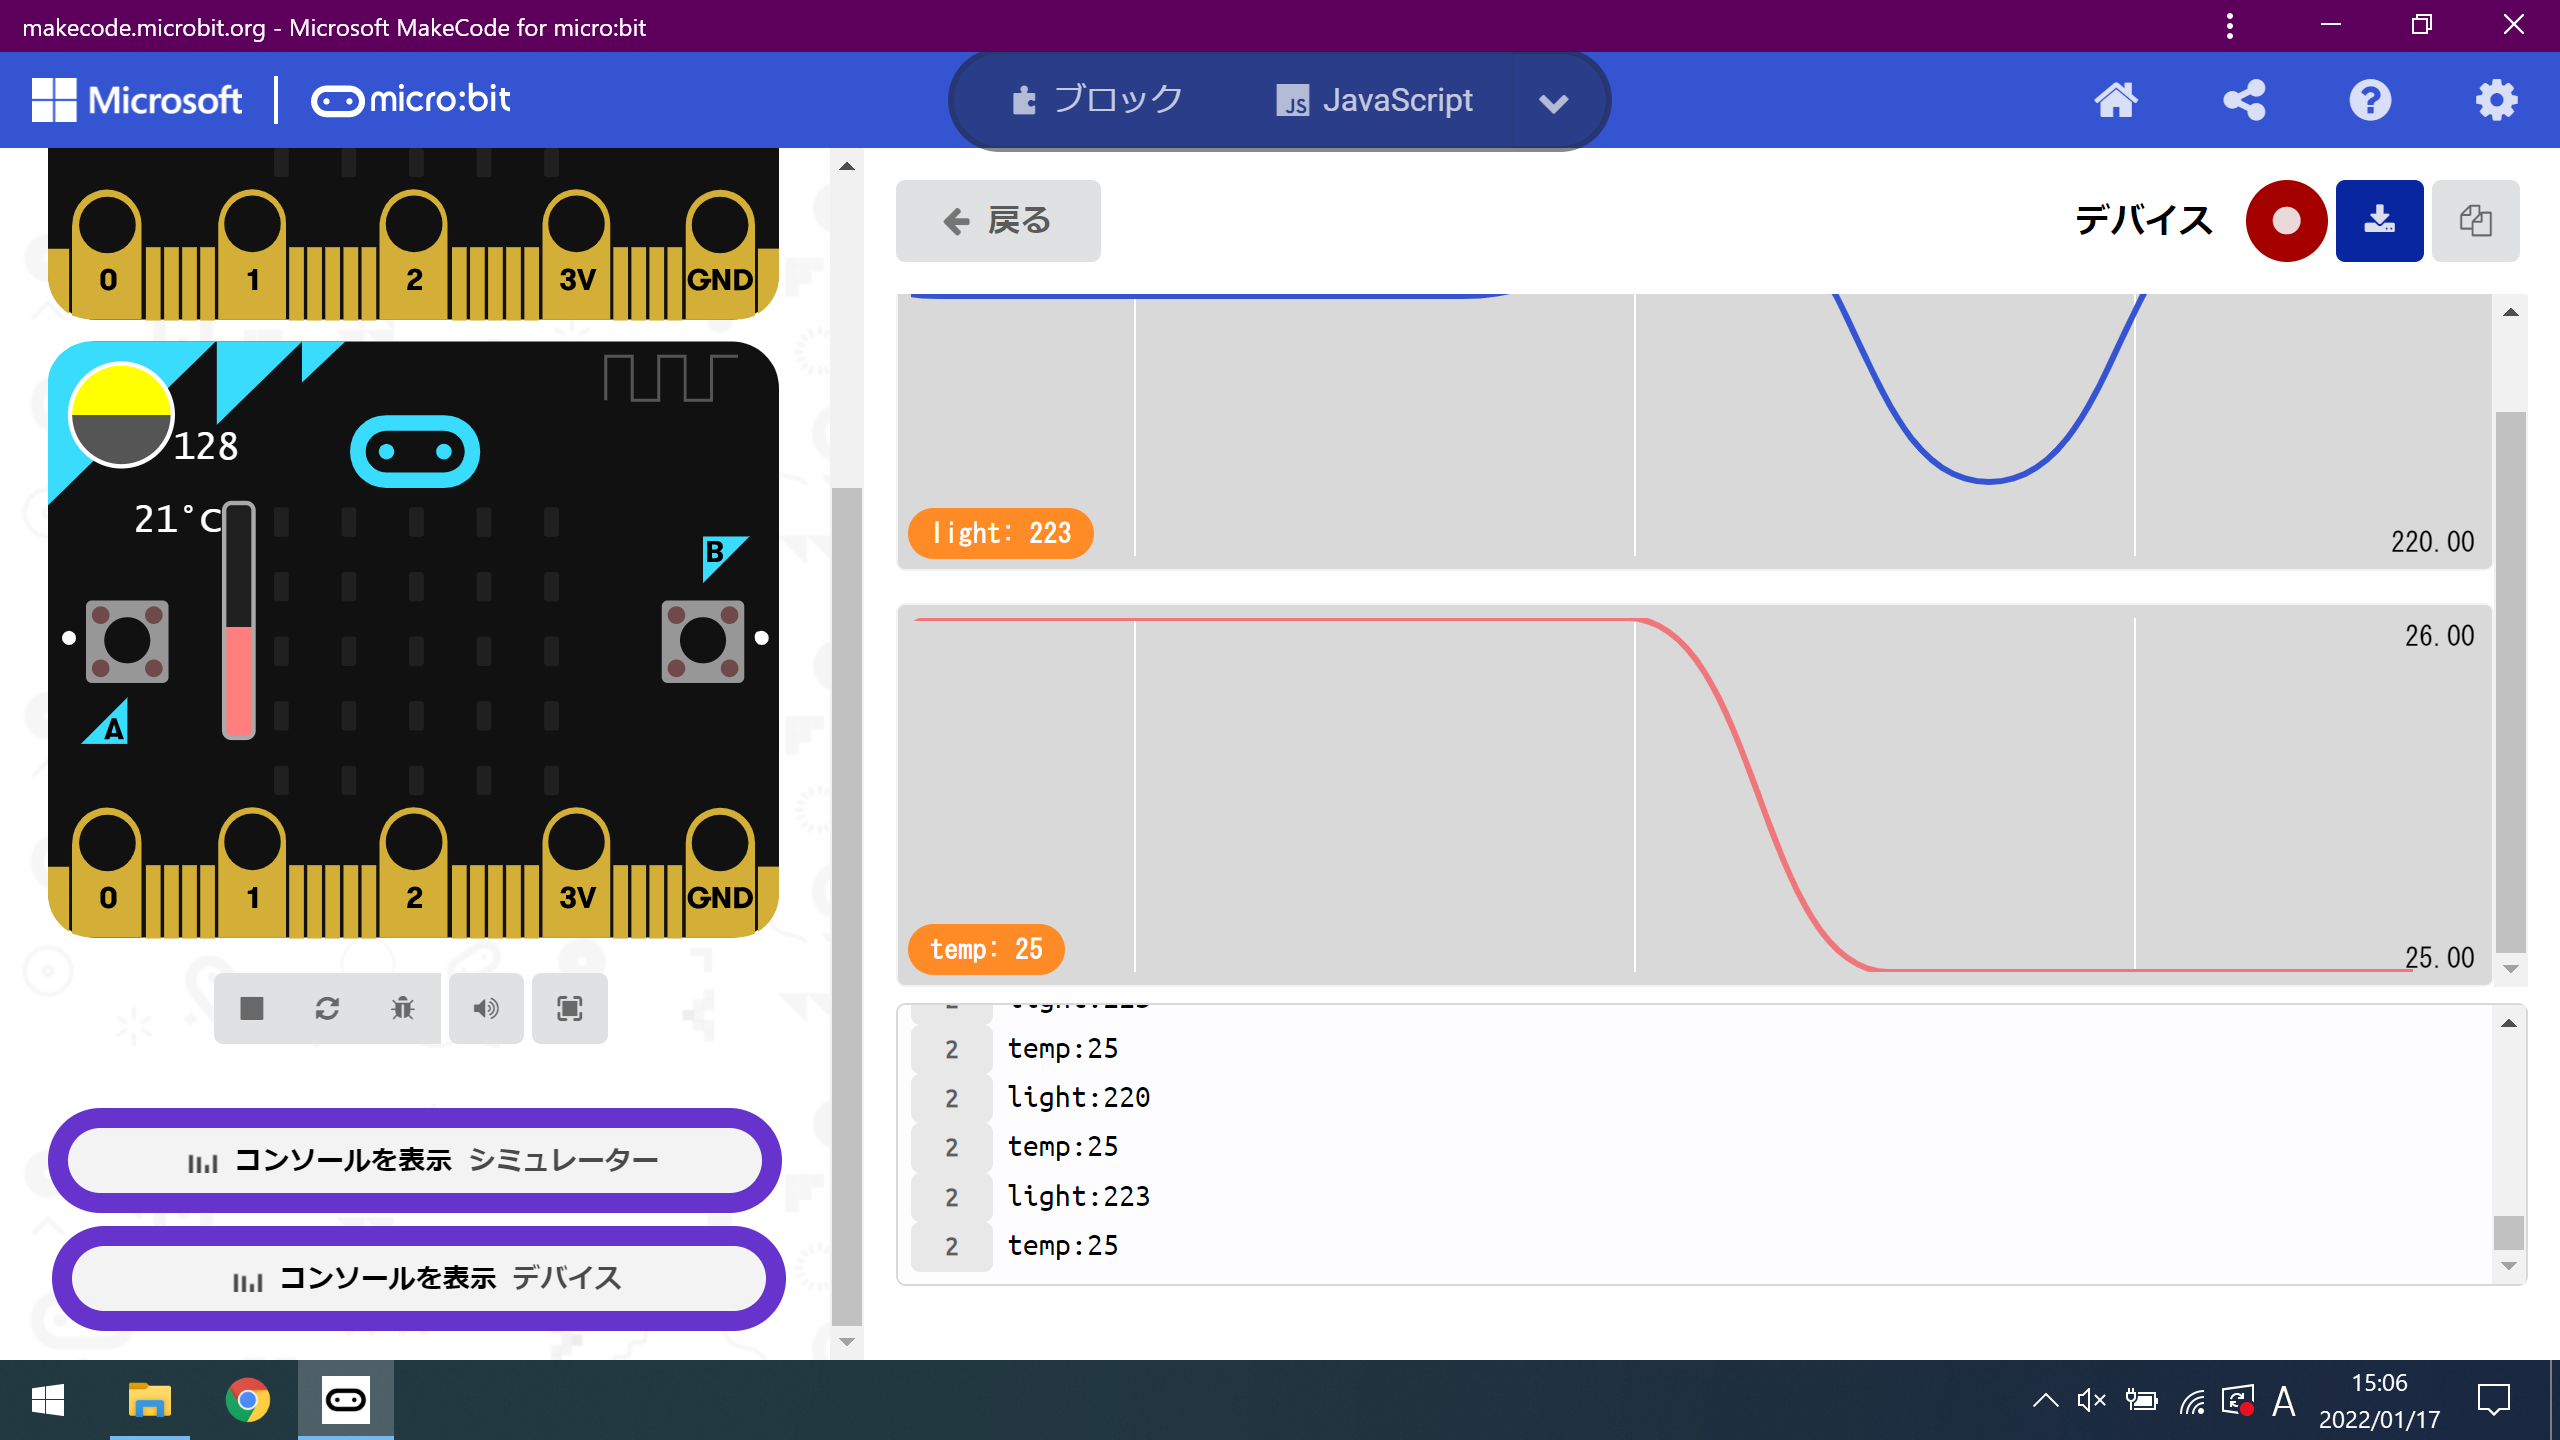 makecode.microbit.org - Microsoft MakeCode for micro:bit
Microsoft | micro:bit
ブロック
JS JavaScript
戻る
デバイス
0 1 2 3V GND
128
21°C
B
A
0 1 2 3V GND
コンソールを表示 シミュレーター
コンソールを表示 デバイス
light: 223
220.00
26.00
temp: 25
25.00
2 temp:25
2 light:220
2 temp:25
2 light:223
2 temp:25
A
15:06
2022/01/17